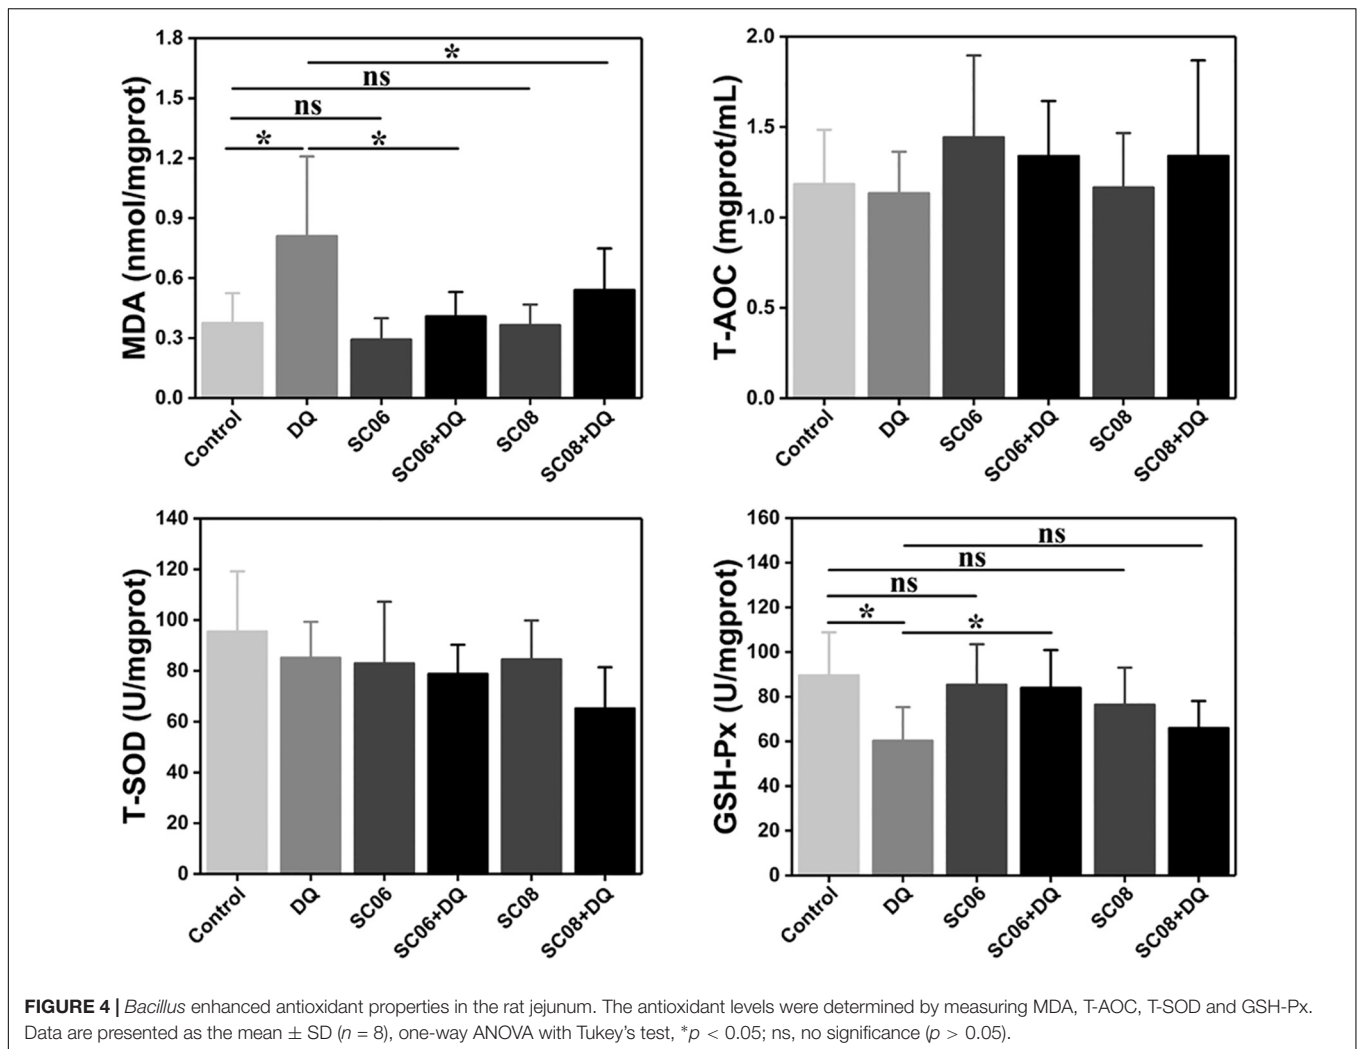 MDA (nmol/mgprot)
1.8
1.5
1.2
0.9
0.6
0.3
0.0
*
ns
ns
*
*
Control
DQ
SC06
SC06+DQ
SC08
SC08+DQ
T-AOC (mgprot/mL)
2.0
1.5
1.0
0.5
0.0
Control
DQ
SC06
SC06+DQ
SC08
SC08+DQ
T-SOD (U/mgprot)
140
120
100
80
60
40
20
0
Control
DQ
SC06
SC06+DQ
SC08
SC08+DQ
GSH-Px (U/mgprot)
160
140
120
100
80
60
40
20
0
ns
ns
ns
*
*
Control
DQ
SC06
SC06+DQ
SC08
SC08+DQ
FIGURE 4 | Bacillus enhanced antioxidant properties in the rat jejunum. The antioxidant levels were determined by measuring MDA, T-AOC, T-SOD and GSH-Px.
Data are presented as the mean ± SD (n = 8), one-way ANOVA with Tukey's test, *p < 0.05; ns, no significance (p > 0.05).